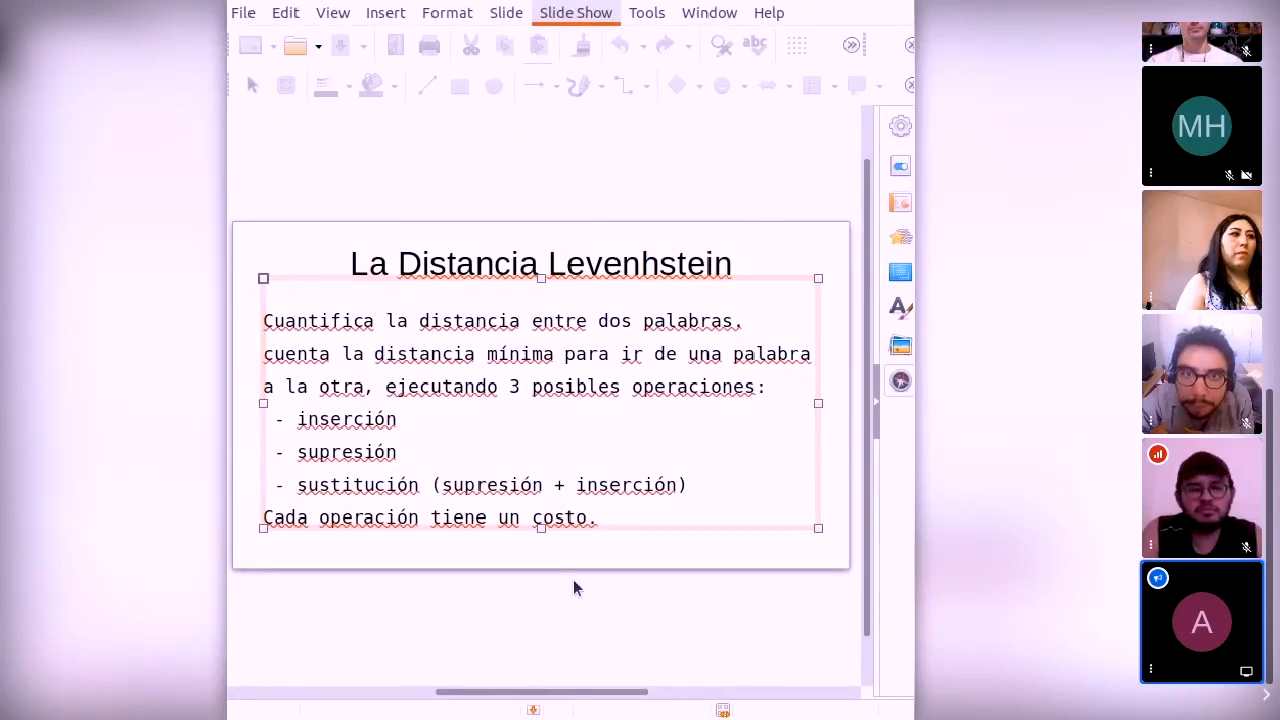 File Edit View Insert Format Slide Slide Show Tools Window Help
abc
La Distancia Levenhstein
Cuantifica la distancia entre dos palabras,
cuenta la distancia mínima para ir de una palabra
a la otra, ejecutando 3 posibles operaciones:
- inserción
- supresión
- sustitución (supresión + inserción)
Cada operación tiene un costo.
MH
A